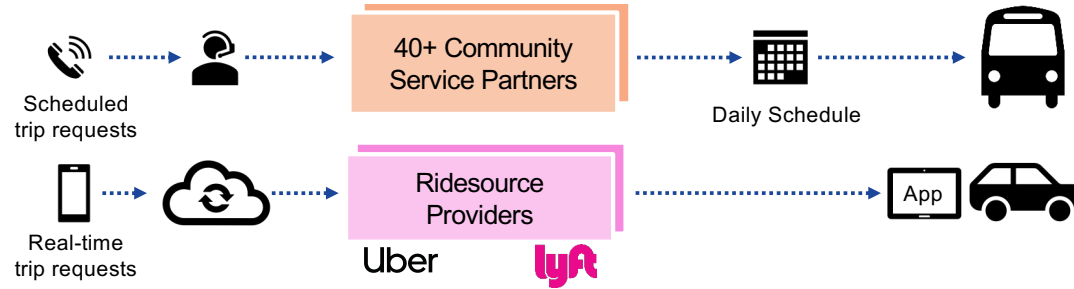 40+ Community
Service Partners
Scheduled
trip requests
Daily Schedule
Ridesource
Providers
App
Real-time
trip requests
Uber
lyft